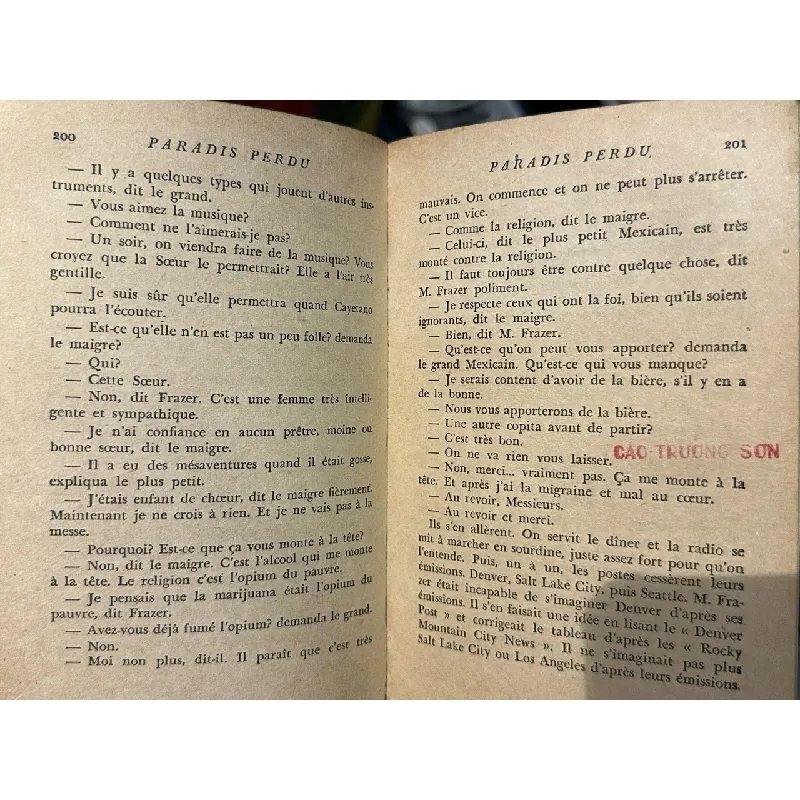 200
PARADIS PERDU
— Il y a quelques types qui jouent d'autres ins-
truments, dit le grand.
— Vous aimez la musique?
— Comment ne l'aimerais-je pas?
— Un soir, on viendra faire de la musique? Vous
croyez que la Sœur le permettrait? Elle a l'air très
gentille.
— Je suis sûr qu'elle permettra quand Cayetano
pourra l'écouter.
— Est-ce qu'elle n'en est pas un peu folle? demanda
le maigre?
— Qui?
— Cette Sœur.
— Non, dit Frazer. C'est une femme très intelli-
gente et sympathique.
— Je n'ai confiance en aucun prêtre, moine ou
bonne sœur, dit le maigre.
— Il a eu des mésaventures quand il était gosse,
expliqua le plus petit.
— J'étais enfant de chœur, dit le maigre fièrement.
Maintenant je ne crois à rien. Et je ne vais pas à la
messe.
— Pourquoi? Est-ce que ça vous monte à la tête?
— Non, dit le maigre. C'est l'alcool qui me monte
à la tête. Le religion c'est l'opium du pauvre.
— Je pensais que la marijuana était l'opium du
pauvre, dit Frazer.
— Avez-vous déjà fumé l'opium? demanda le grand.
— Non.
— Moi non plus, dit-il. Il paraît que c'est très
201
PARADIS PERDU
mauvais. On commence et on ne peut plus s'arrêter.
C'est un vice.
— Comme la religion, dit le maigre.
— Celui-ci, dit le plus petit Mexicain, est très
monté contre la religion.
— Il faut toujours être contre quelque chose, dit
M. Frazer poliment.
— Je respecte ceux qui ont la foi, bien qu'ils soient
ignorants, dit le maigre.
— Bien, dit M. Frazer.
— Qu'est-ce qu'on peut vous apporter? demanda
le grand Mexicain. Qu'est-ce qui vous manque?
— Je serais content d'avoir de la bière, s'il y en a
de la bonne.
— Nous vous apporterons de la bière.
— Une autre copita avant de partir?
— C'est très bon.
— On ne va rien vous laisser.
CAO-TRUONG SƠN
— Non, merci... vraiment pas. Ça me monte à la
tête. Et après j'ai la migraine et mal au cœur.
— Au revoir, Messieurs.
— Au revoir et merci.
Ils s'en allèrent. On servit le dîner et la radio se
mit à marcher en sourdine, juste assez fort pour qu'on
l'entende. Puis, un à un, les postes cessèrent leurs
émissions. Denver, Salt Lake City, puis Seattle. M. Fra-
zer était incapable de s'imaginer Denver d'après ses
émissions. Il s'en faisait une idée en lisant le « Denver
Post » et corrigeait le tableau d'après les « Rocky
Mountain City News ». Il ne s'imaginait pas plus
Salt Lake City ou Los Angeles d'après leurs émissions.